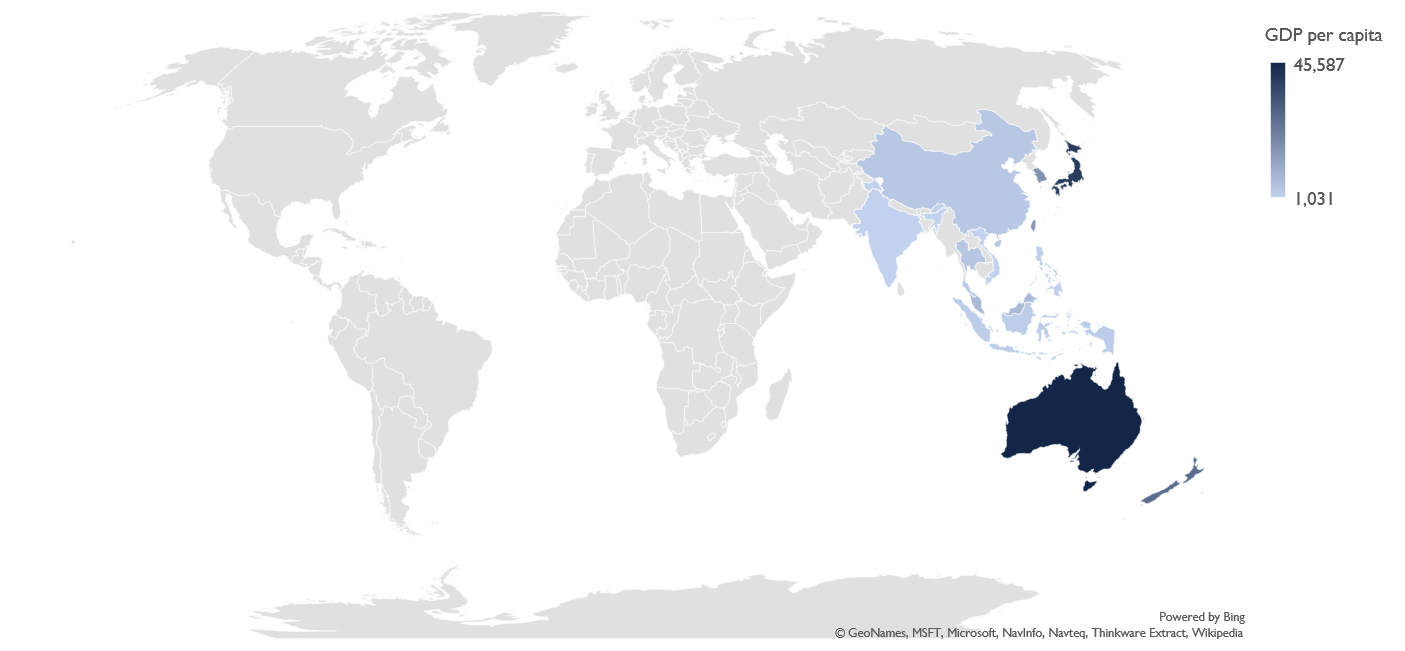 GDP per capita
45,587
1,031
Powered by Bing
© GeoNames, MSFT, Microsoft, NavInfo, Navteq, Thinkware Extract, Wikipedia